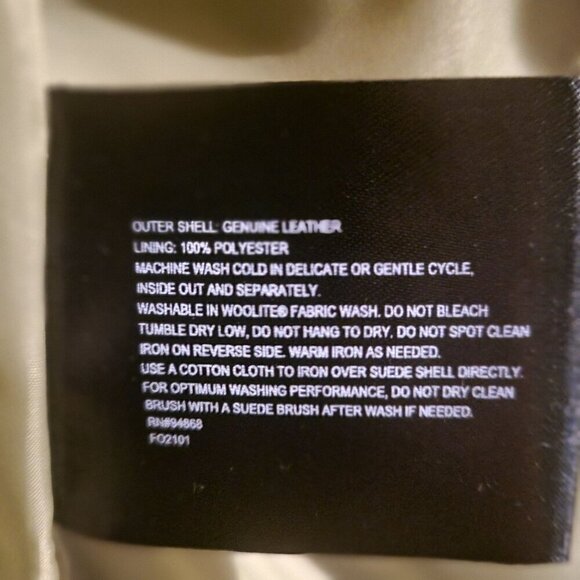 OUTER SHELL: GENUINE LEATHER
LINING: 100% POLYESTER
MACHINE WASH COLD IN DELICATE OR GENTLE CYCLE,
INSIDE OUT AND SEPARATELY.
WASHABLE IN WOOLITE® FABRIC WASH. DO NOT BLEACH
TUMBLE DRY LOW, DO NOT HANG TO DRY. DO NOT SPOT CLEAN
IRON ON REVERSE SIDE. WARM IRON AS NEEDED.
USE A COTTON CLOTH TO IRON OVER SUEDE SHELL DIRECTLY.
FOR OPTIMUM WASHING PERFORMANCE, DO NOT DRY CLEAN
BRUSH WITH A SUEDE BRUSH AFTER WASH IF NEEDED.
RN#94868
FO2101